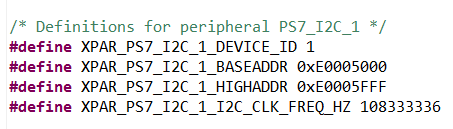 /* Definitions for peripheral PS7_I2C_1 */
#define XPAR_PS7_I2C_1_DEVICE_ID 1
#define XPAR_PS7_I2C_1_BASEADDR 0xE0005000
#define XPAR_PS7_I2C_1_HIGHADDR 0xE0005FFF
#define XPAR_PS7_I2C_1_I2C_CLK_FREQ_HZ 108333336